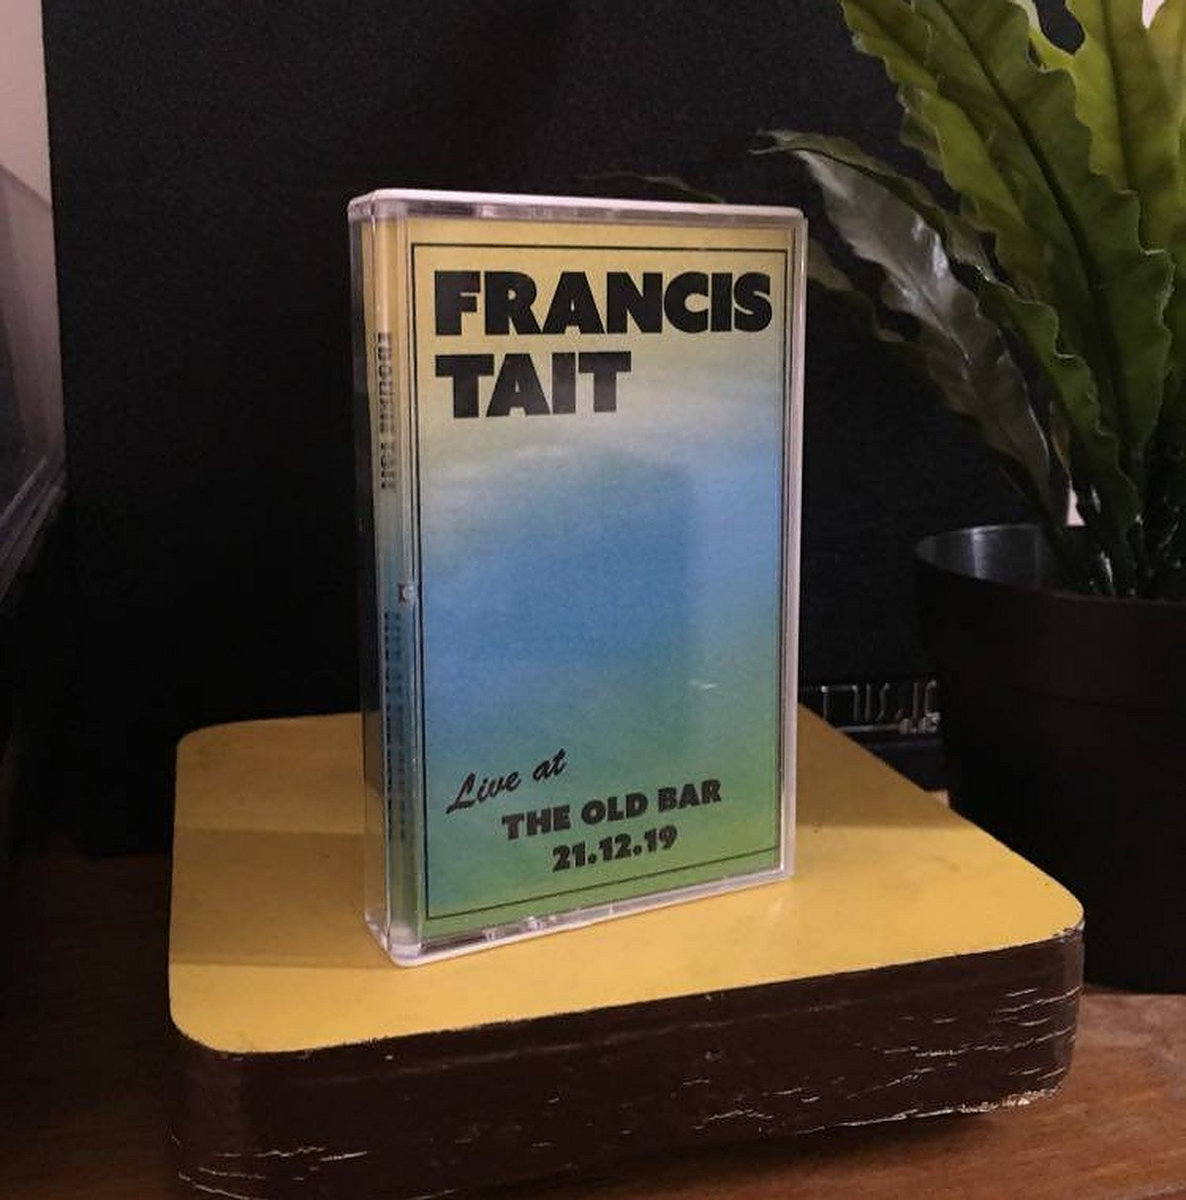 FRANCIS
TAIT
Live at
THE OLD BAR
21.12.19